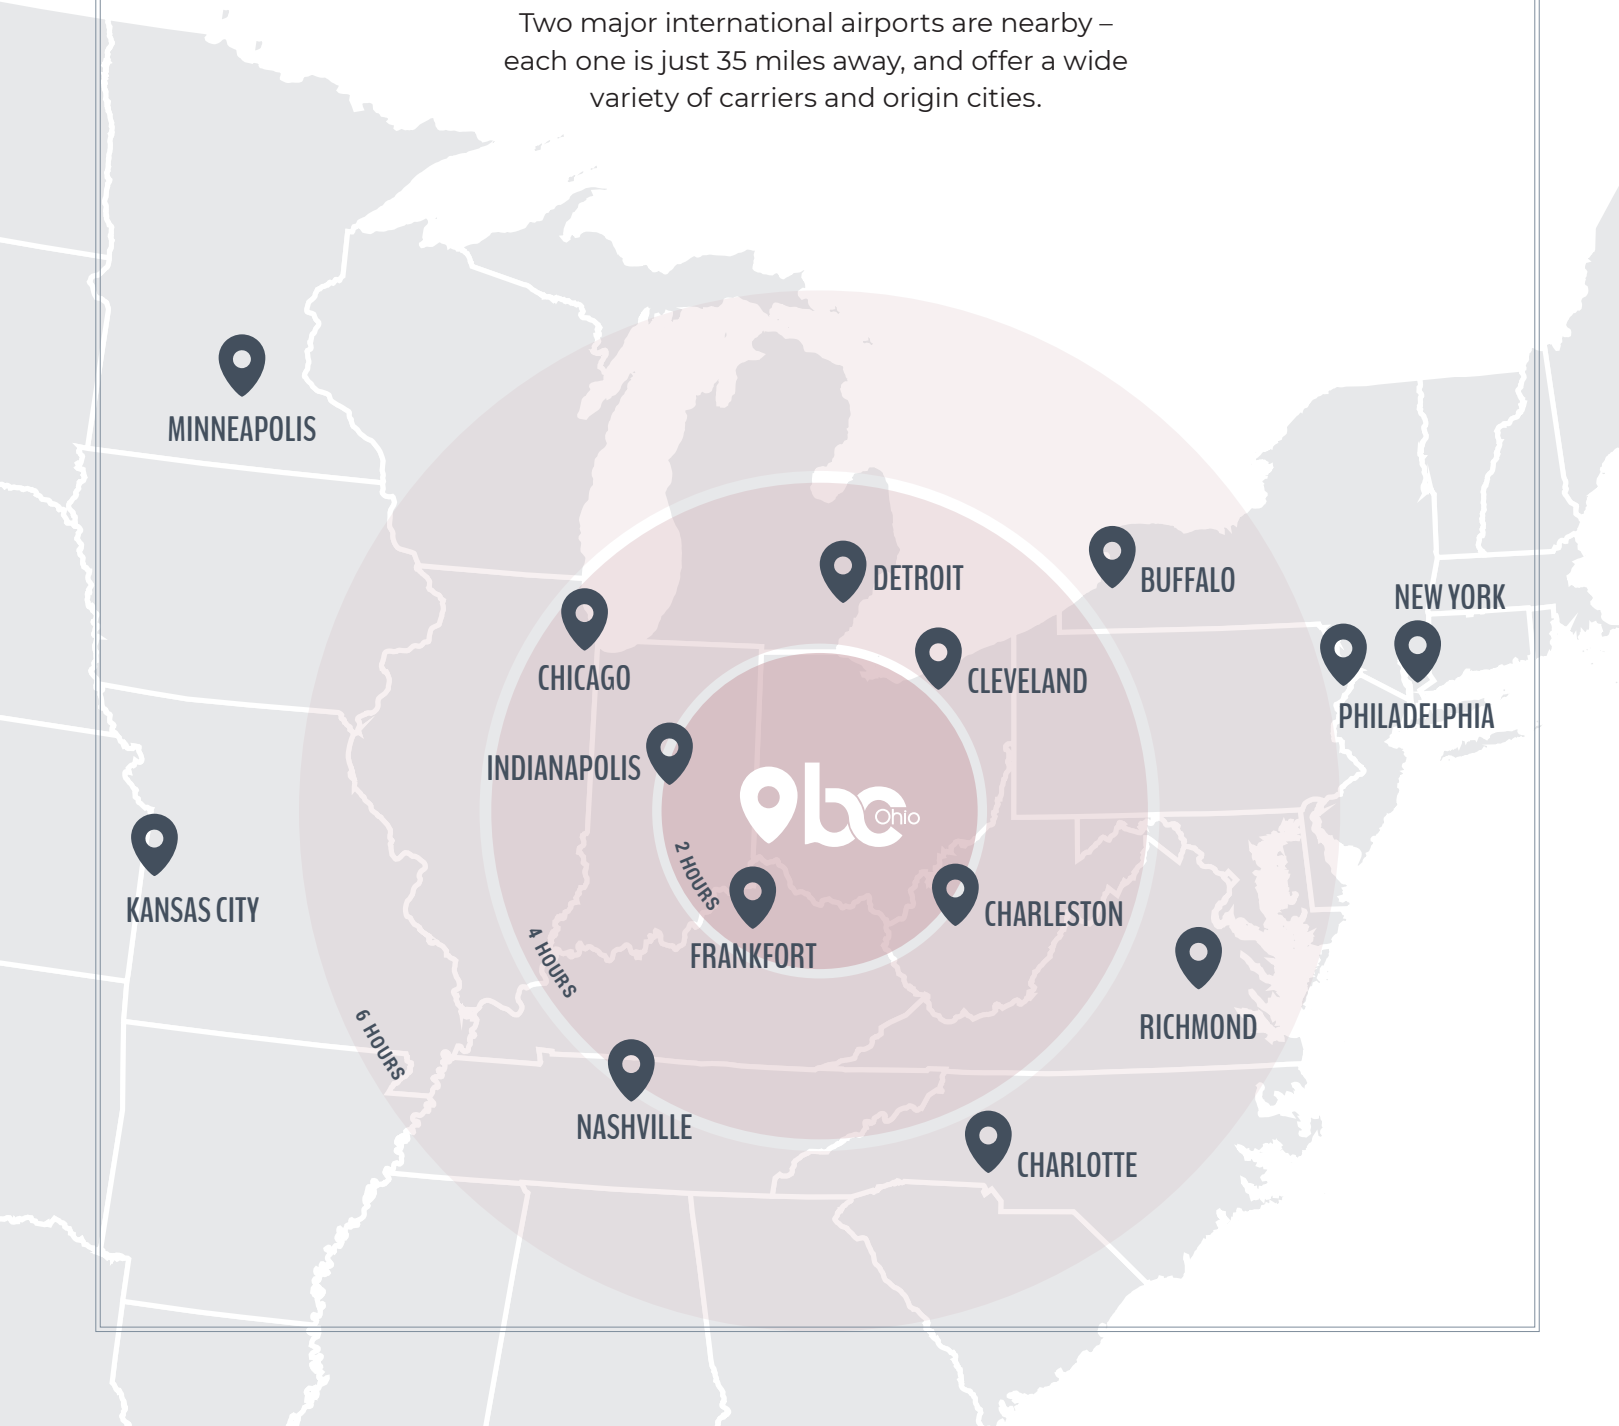 Two major international airports are nearby –
each one is just 35 miles away, and offer a wide
variety of carriers and origin cities.
MINNEAPOLIS
DETROIT
BUFFALO
NEW YORK
CHICAGO
CLEVELAND
PHILADELPHIA
INDIANAPOLIS
bc
Ohio
2 HOURS
KANSAS CITY
CHARLESTON
FRANKFORT
4 HOURS
RICHMOND
6 HOURS
NASHVILLE
CHARLOTTE